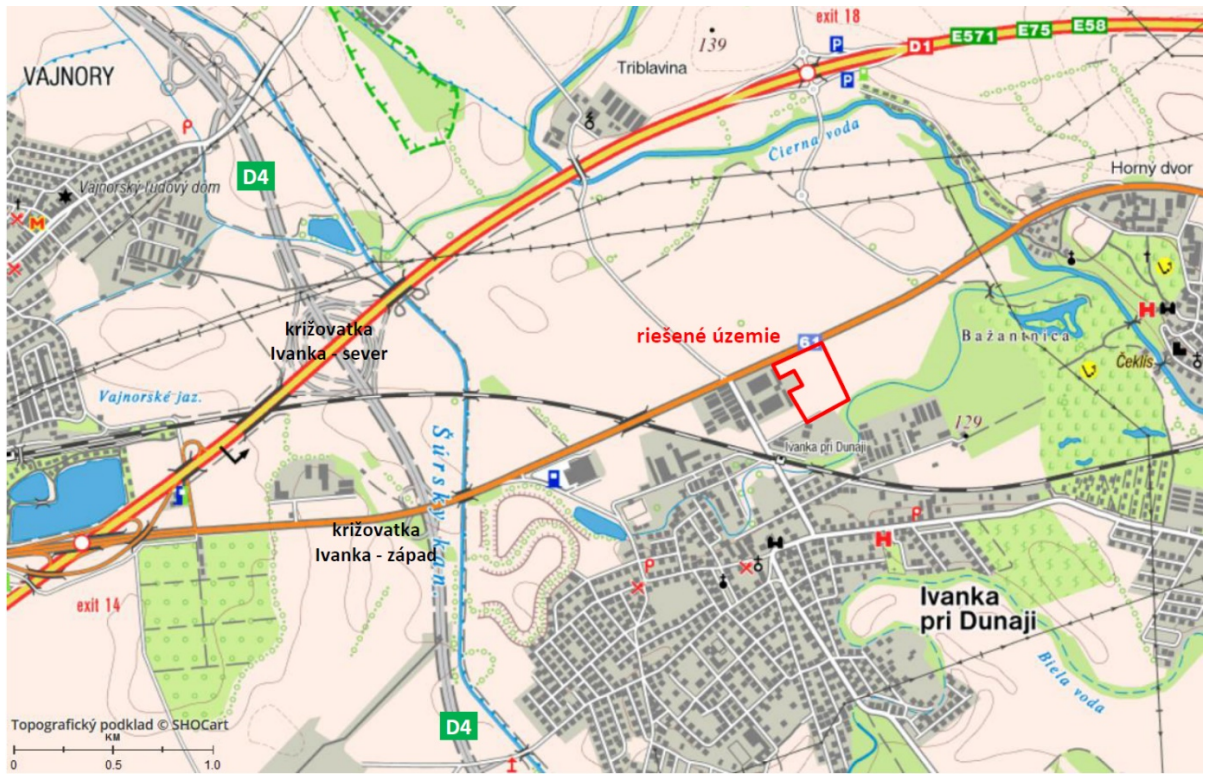 exit 18
E58
E75
E571
D1
139
P
P
Triblavina
VAJNORY
Čierna voda
P
D4
Horny dvor
Vajnorský ľudový dom
M
križovatka
Ivanka - sever
riešené územie
61
H
Bažantnica
Čeklís
Vajnorské jaz.
129
Ivanka pri Dunaji
Šúrsky kan.
križovatka
Ivanka - západ
P
H
P
exit 14
Ivanka
pri Dunaji
Biela voda
D4
Topografický podklad © SHOCart
KM
0 0.5 1.0